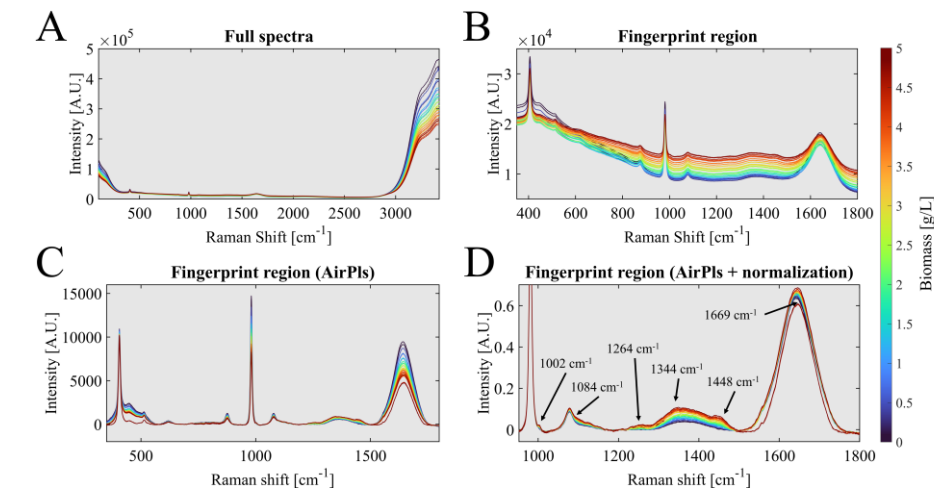 A
Full spectra
×10⁵
5
4
3
2
1
0
Intensity [A.U.]
500
1000
1500
2000
2500
3000
Raman Shift [cm⁻¹]
B
Fingerprint region
×10⁴
3
2
1
Intensity [A.U.]
400
600
800
1000
1200
1400
1600
1800
Raman Shift [cm⁻¹]
C
Fingerprint region (AirPls)
15000
10000
5000
0
Intensity [A.U.]
500
1000
1500
Raman shift [cm⁻¹]
D
Fingerprint region (AirPls + normalization)
0.6
0.4
0.2
0
Intensity [A.U.]
1002 cm⁻¹
1084 cm⁻¹
1264 cm⁻¹
1344 cm⁻¹
1448 cm⁻¹
1669 cm⁻¹
1000
1200
1400
1600
1800
Raman shift [cm⁻¹]
5
4.5
4
3.5
3
2.5
2
1.5
1
0.5
0
Biomass [g/L]